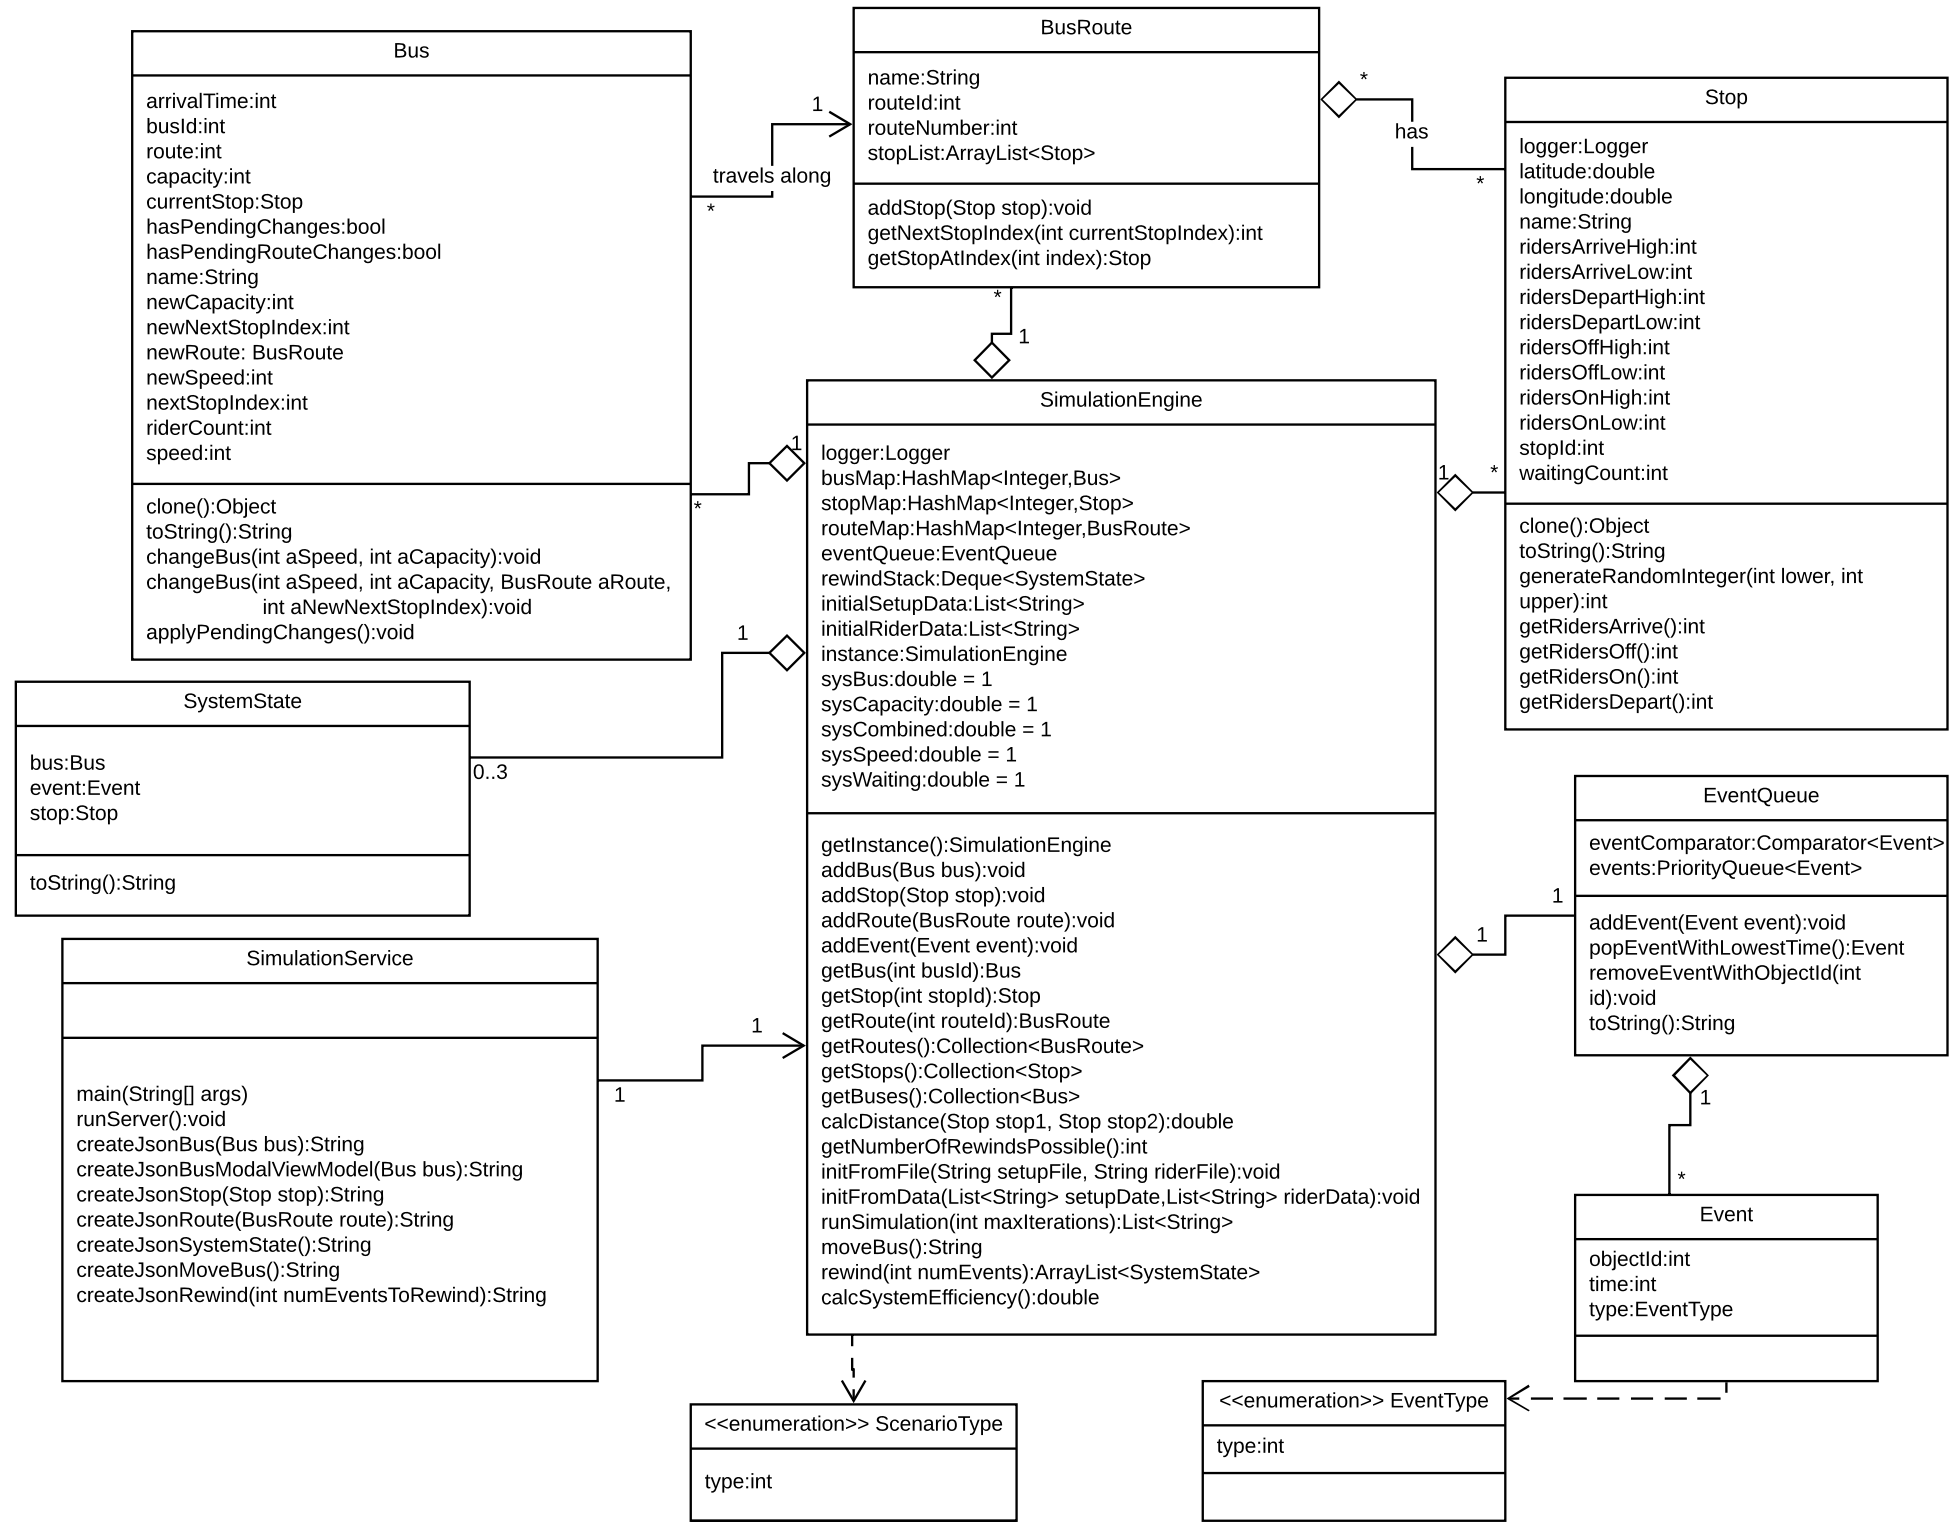 Bus
arrivalTime:int
busId:int
route:int
capacity:int
currentStop:Stop
hasPendingChanges:bool
hasPendingRouteChanges:bool
name:String
newCapacity:int
newNextStopIndex:int
newRoute: BusRoute
newSpeed:int
nextStopIndex:int
riderCount:int
speed:int
clone():Object
toString():String
changeBus(int aSpeed, int aCapacity):void
changeBus(int aSpeed, int aCapacity, BusRoute aRoute,
int aNewNextStopIndex):void
applyPendingChanges():void
1
travels along
*
BusRoute
name:String
routeId:int
routeNumber:int
stopList:ArrayList<Stop>
addStop(Stop stop):void
getNextStopIndex(int currentStopIndex):int
getStopAtIndex(int index):Stop
*
has
*
Stop
logger:Logger
latitude:double
longitude:double
name:String
ridersArriveHigh:int
ridersArriveLow:int
ridersDepartHigh:int
ridersDepartLow:int
ridersOffHigh:int
ridersOffLow:int
ridersOnHigh:int
ridersOnLow:int
stopId:int
waitingCount:int
clone():Object
toString():String
generateRandomInteger(int lower, int
upper):int
getRidersArrive():int
getRidersOff():int
getRidersOn():int
getRidersDepart():int
*
1
1
*
1
0..3
1
*
SimulationEngine
logger:Logger
busMap:HashMap<Integer,Bus>
stopMap:HashMap<Integer,Stop>
routeMap:HashMap<Integer,BusRoute>
eventQueue:EventQueue
rewindStack:Deque<SystemState>
initialSetupData:List<String>
initialRiderData:List<String>
instance:SimulationEngine
sysBus:double = 1
sysCapacity:double = 1
sysCombined:double = 1
sysSpeed:double = 1
sysWaiting:double = 1
getInstance():SimulationEngine
addBus(Bus bus):void
addStop(Stop stop):void
addRoute(BusRoute route):void
addEvent(Event event):void
getBus(int busId):Bus
getStop(int stopId):Stop
getRoute(int routeId):BusRoute
getRoutes():Collection<BusRoute>
getStops():Collection<Stop>
getBuses():Collection<Bus>
calcDistance(Stop stop1, Stop stop2):double
getNumberOfRewindsPossible():int
initFromFile(String setupFile, String riderFile):void
initFromData(List<String> setupDate,List<String> riderData):void
runSimulation(int maxIterations):List<String>
moveBus():String
rewind(int numEvents):ArrayList<SystemState>
calcSystemEfficiency():double
SystemState
bus:Bus
event:Event
stop:Stop
toString():String
SimulationService
main(String[] args)
runServer():void
createJsonBus(Bus bus):String
createJsonBusModalViewModel(Bus bus):String
createJsonStop(Stop stop):String
createJsonRoute(BusRoute route):String
createJsonSystemState():String
createJsonMoveBus():String
createJsonRewind(int numEventsToRewind):String
1
1
EventQueue
eventComparator:Comparator<Event>
events:PriorityQueue<Event>
addEvent(Event event):void
popEventWithLowestTime():Event
removeEventWithObjectId(int
id):void
toString():String
1
1
1
*
Event
objectId:int
time:int
type:EventType
<<enumeration>> ScenarioType
type:int
<<enumeration>> EventType
type:int